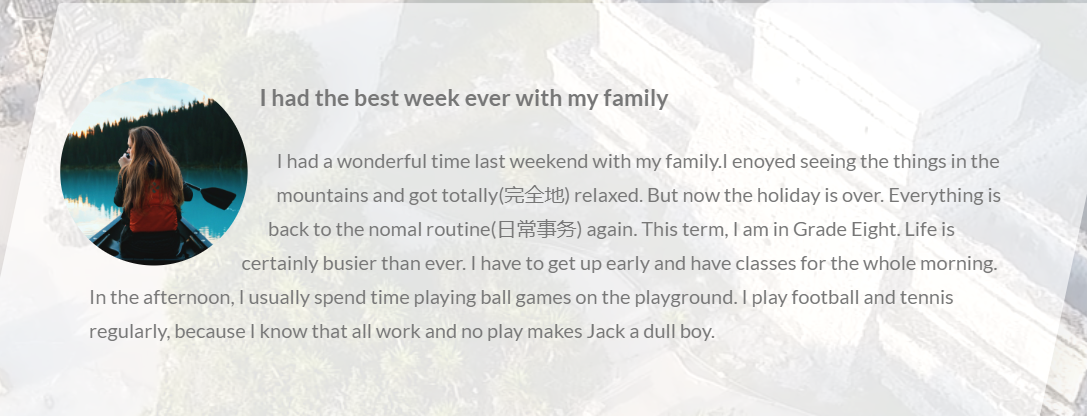 I had the best week ever with my family
I had a wonderful time last weekend with my family.I enoyed seeing the things in the
mountains and got totally(完全地) relaxed. But now the holiday is over. Everything is
back to the nomal routine(日常事务) again. This term, I am in Grade Eight. Life is
certainly busier than ever. I have to get up early and have classes for the whole morning.
In the afternoon, I usually spend time playing ball games on the playground. I play football and tennis
regularly, because I know that all work and no play makes Jack a dull boy.